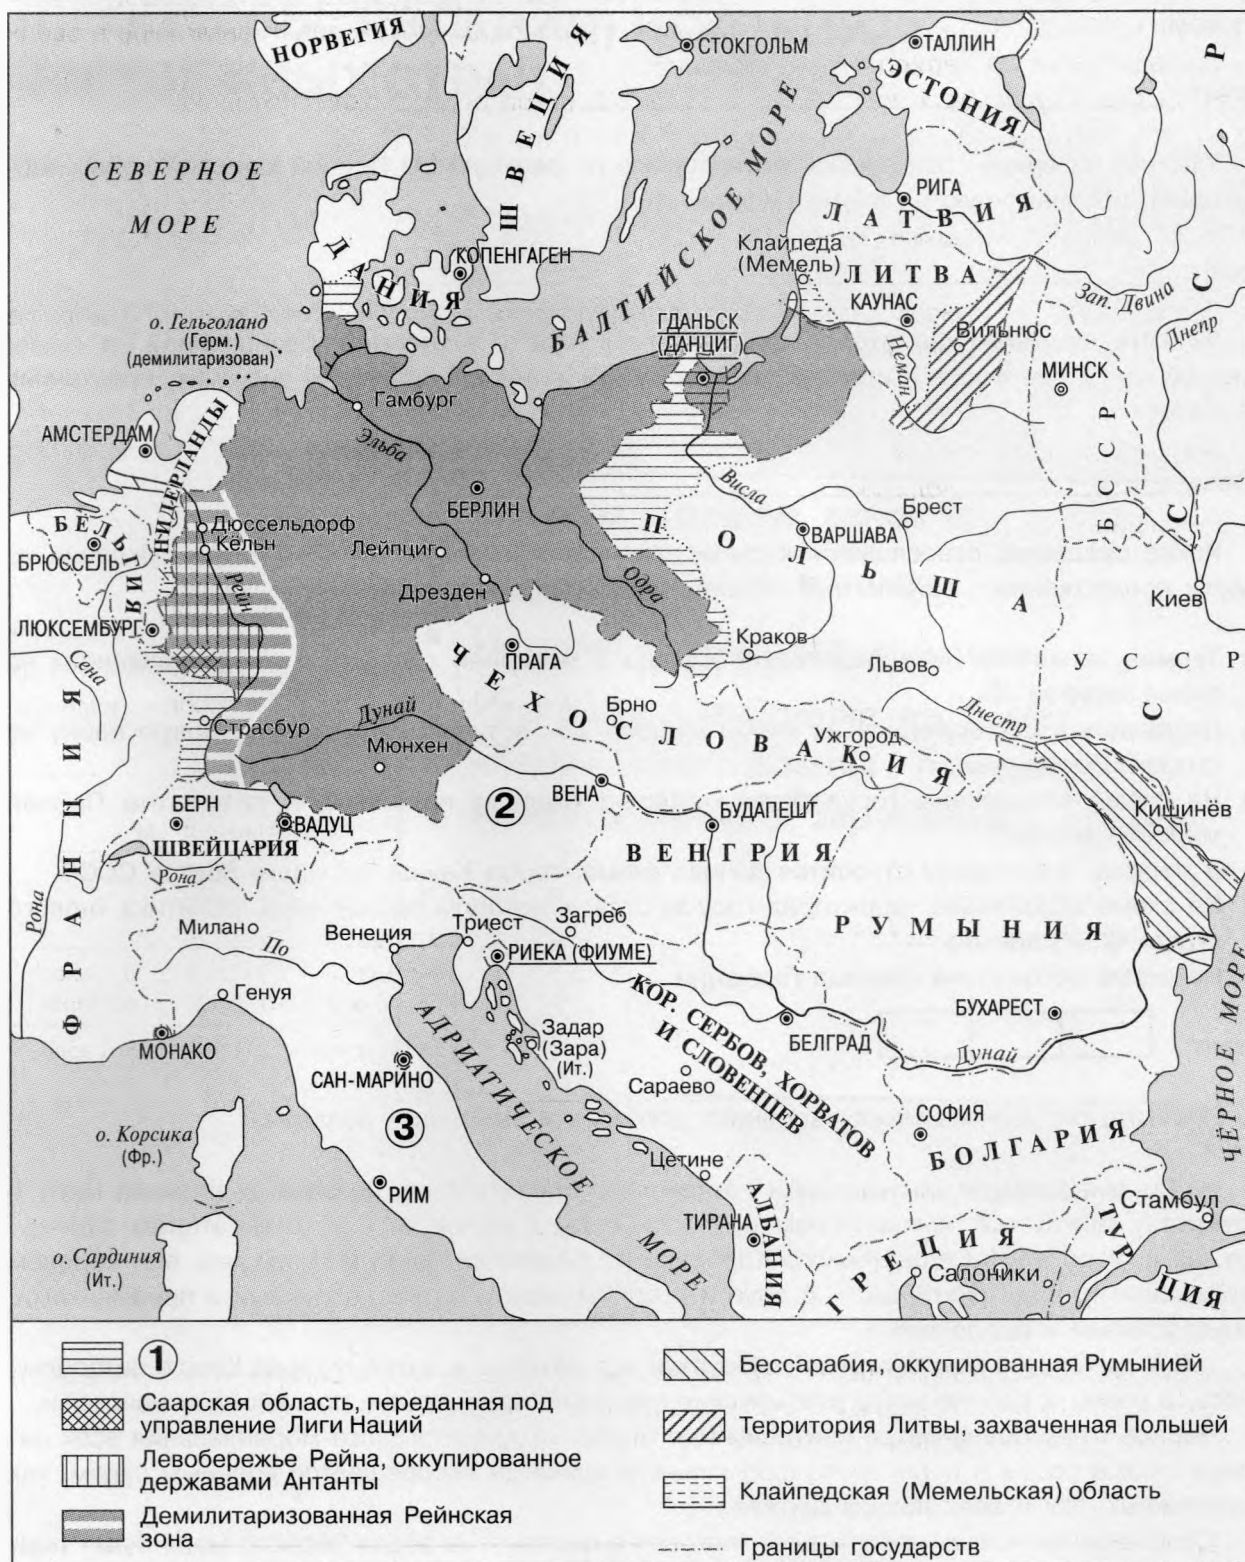 НОРВЕГИЯ
ШВЕЦИЯ
СТОКГОЛЬМ
ТАЛЛИН
ЭСТОНИЯ
СЕВЕРНОЕ
МОРЕ
БАЛТИЙСКОЕ МОРЕ
РИГА
ЛАТВИЯ
ДАНИЯ
КОПЕНГАГЕН
Клайпеда
(Мемель)
ЛИТВА
КАУНАС
Зап. Двина
Днепр
о. Гельголанд
(Герм.)
(демилитаризован)
ГДАНЬСК
(ДАНЦИГ)
Вильнюс
Неман
МИНСК
БССР
СССР
Гамбург
Эльба
АМСТЕРДАМ
НИДЕРЛАНДЫ
БЕРЛИН
Висла
Брест
ВАРШАВА
ПОЛЬША
БЕЛЬГИЯ
БРЮССЕЛЬ
Дюссельдорф
Кёльн
Рейн
Лейпциг
Дрезден
Одра
Киев
ЛЮКСЕМБУРГ
Сена
ПРАГА
Краков
Львов
УССР
ЧЕХОСЛОВАКИЯ
Страсбур
Дунай
Мюнхен
Брно
Ужгород
Днестр
ФРАНЦИЯ
БЕРН
ВАДУЦ
ШВЕЙЦАРИЯ
2
ВЕНА
БУДАПЕШТ
ВЕНГРИЯ
Кишинёв
Рона
Рона
Милан
По
Венеция
Триест
Загреб
РИЕКА (ФИУМЕ)
РУМЫНИЯ
Генуя
МОНАКО
АДРИАТИЧЕСКОЕ МОРЕ
Задар
(Зара)
(Ит.)
КОР. СЕРБОВ, ХОРВАТОВ
И СЛОВЕНЦЕВ
БЕЛГРАД
БУХАРЕСТ
Дунай
ЧЁРНОЕ МОРЕ
САН-МАРИНО
Сараево
3
СОФИЯ
БОЛГАРИЯ
о. Корсика
(Фр.)
РИМ
Цетине
ТИРАНА
АЛБАНИЯ
Стамбул
ТУРЦИЯ
ГРЕЦИЯ
Салоники
о. Сардиния
(Ит.)
1
Саарская область, переданная под
управление Лиги Наций
Левобережье Рейна, оккупированное
державами Антанты
Демилитаризованная Рейнская
зона
Бессарабия, оккупированная Румынией
Территория Литвы, захваченная Польшей
Клайпедская (Мемельская) область
Границы государств